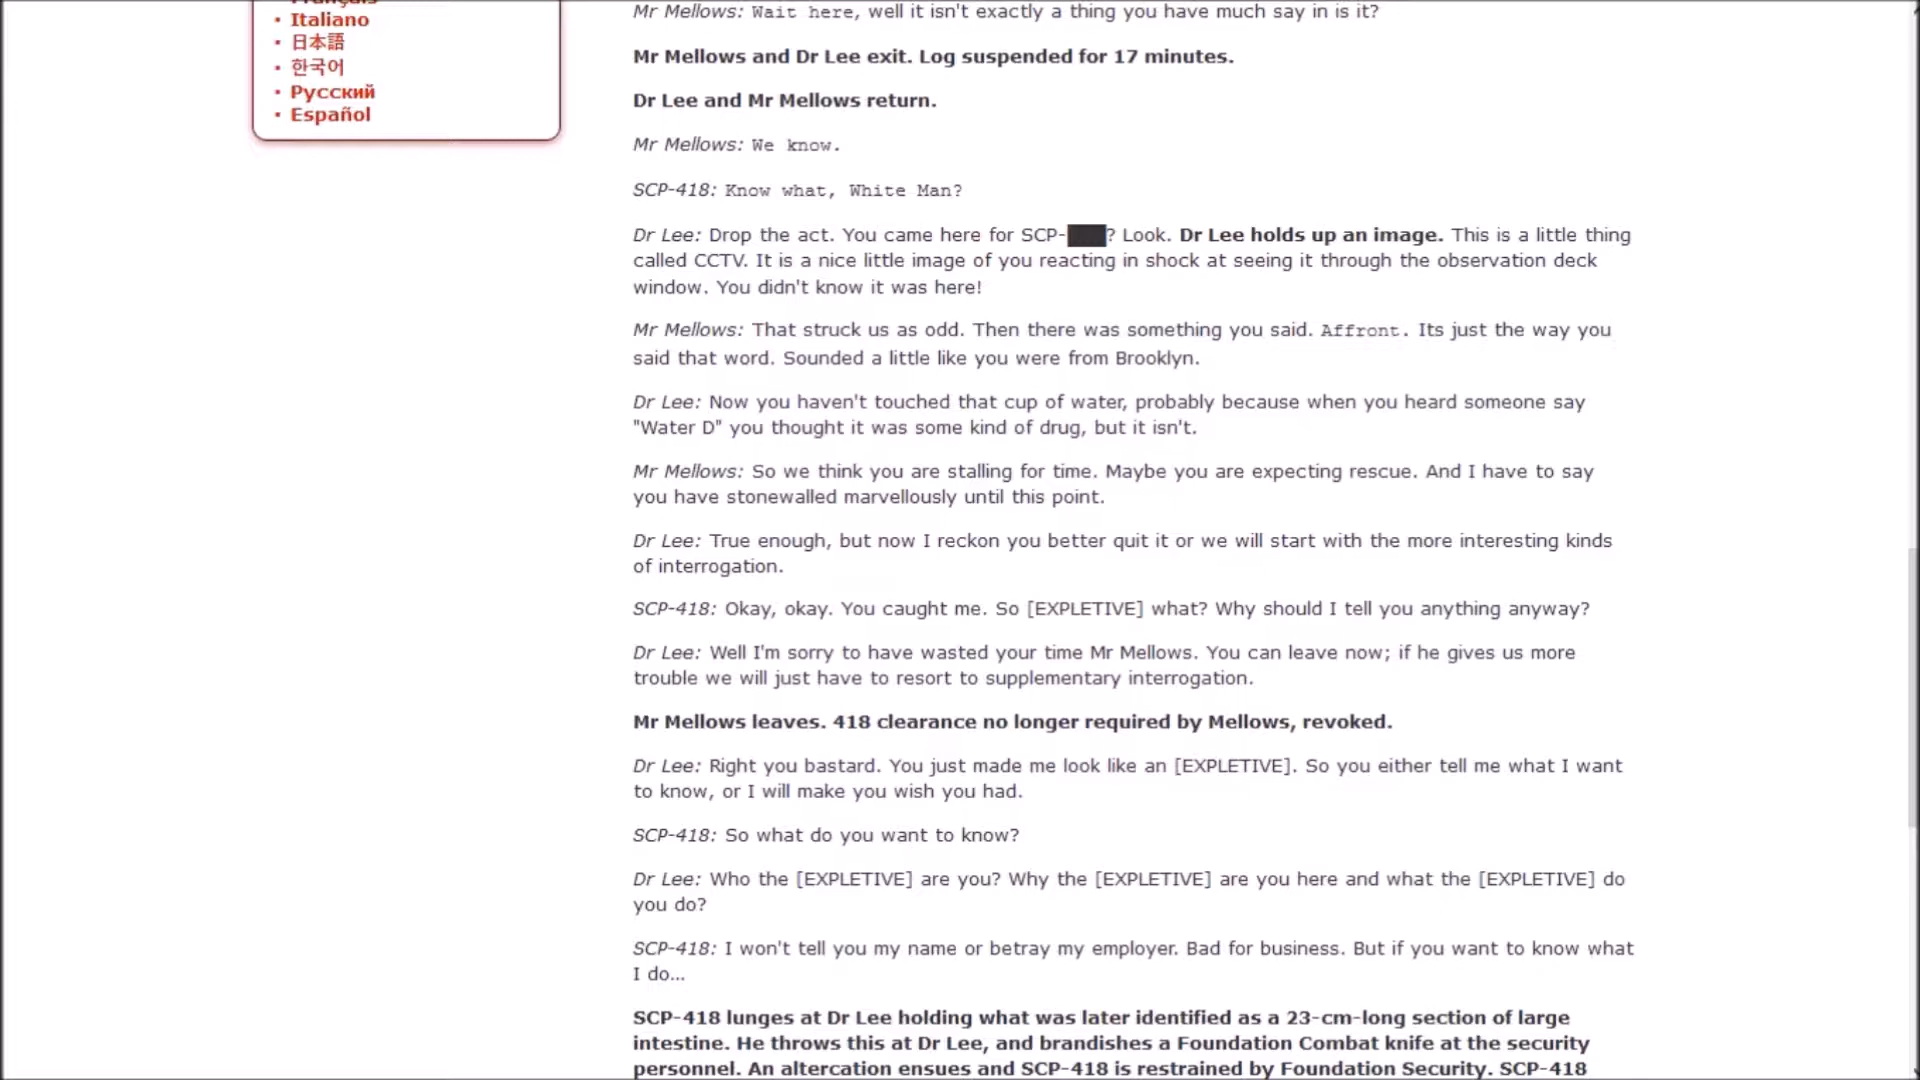 Français
Italiano
日本語
한국어
Русский
Español
Mr Mellows: Wait here, well it isn't exactly a thing you have much say in is it?
Mr Mellows and Dr Lee exit. Log suspended for 17 minutes.
Dr Lee and Mr Mellows return.
Mr Mellows: We know.
SCP-418: Know what, White Man?
Dr Lee: Drop the act. You came here for SCP-███? Look. Dr Lee holds up an image. This is a little thing
called CCTV. It is a nice little image of you reacting in shock at seeing it through the observation deck
window. You didn't know it was here!
Mr Mellows: That struck us as odd. Then there was something you said. Affront. Its just the way you
said that word. Sounded a little like you were from Brooklyn.
Dr Lee: Now you haven't touched that cup of water, probably because when you heard someone say
"Water D" you thought it was some kind of drug, but it isn't.
Mr Mellows: So we think you are stalling for time. Maybe you are expecting rescue. And I have to say
you have stonewalled marvellously until this point.
Dr Lee: True enough, but now I reckon you better quit it or we will start with the more interesting kinds
of interrogation.
SCP-418: Okay, okay. You caught me. So [EXPLETIVE] what? Why should I tell you anything anyway?
Dr Lee: Well I'm sorry to have wasted your time Mr Mellows. You can leave now; if he gives us more
trouble we will just have to resort to supplementary interrogation.
Mr Mellows leaves. 418 clearance no longer required by Mellows, revoked.
Dr Lee: Right you bastard. You just made me look like an [EXPLETIVE]. So you either tell me what I want
to know, or I will make you wish you had.
SCP-418: So what do you want to know?
Dr Lee: Who the [EXPLETIVE] are you? Why the [EXPLETIVE] are you here and what the [EXPLETIVE] do
you do?
SCP-418: I won't tell you my name or betray my employer. Bad for business. But if you want to know what
I do...
SCP-418 lunges at Dr Lee holding what was later identified as a 23-cm-long section of large
intestine. He throws this at Dr Lee, and brandishes a Foundation Combat knife at the security
personnel. An altercation ensues and SCP-418 is restrained by Foundation Security. SCP-418